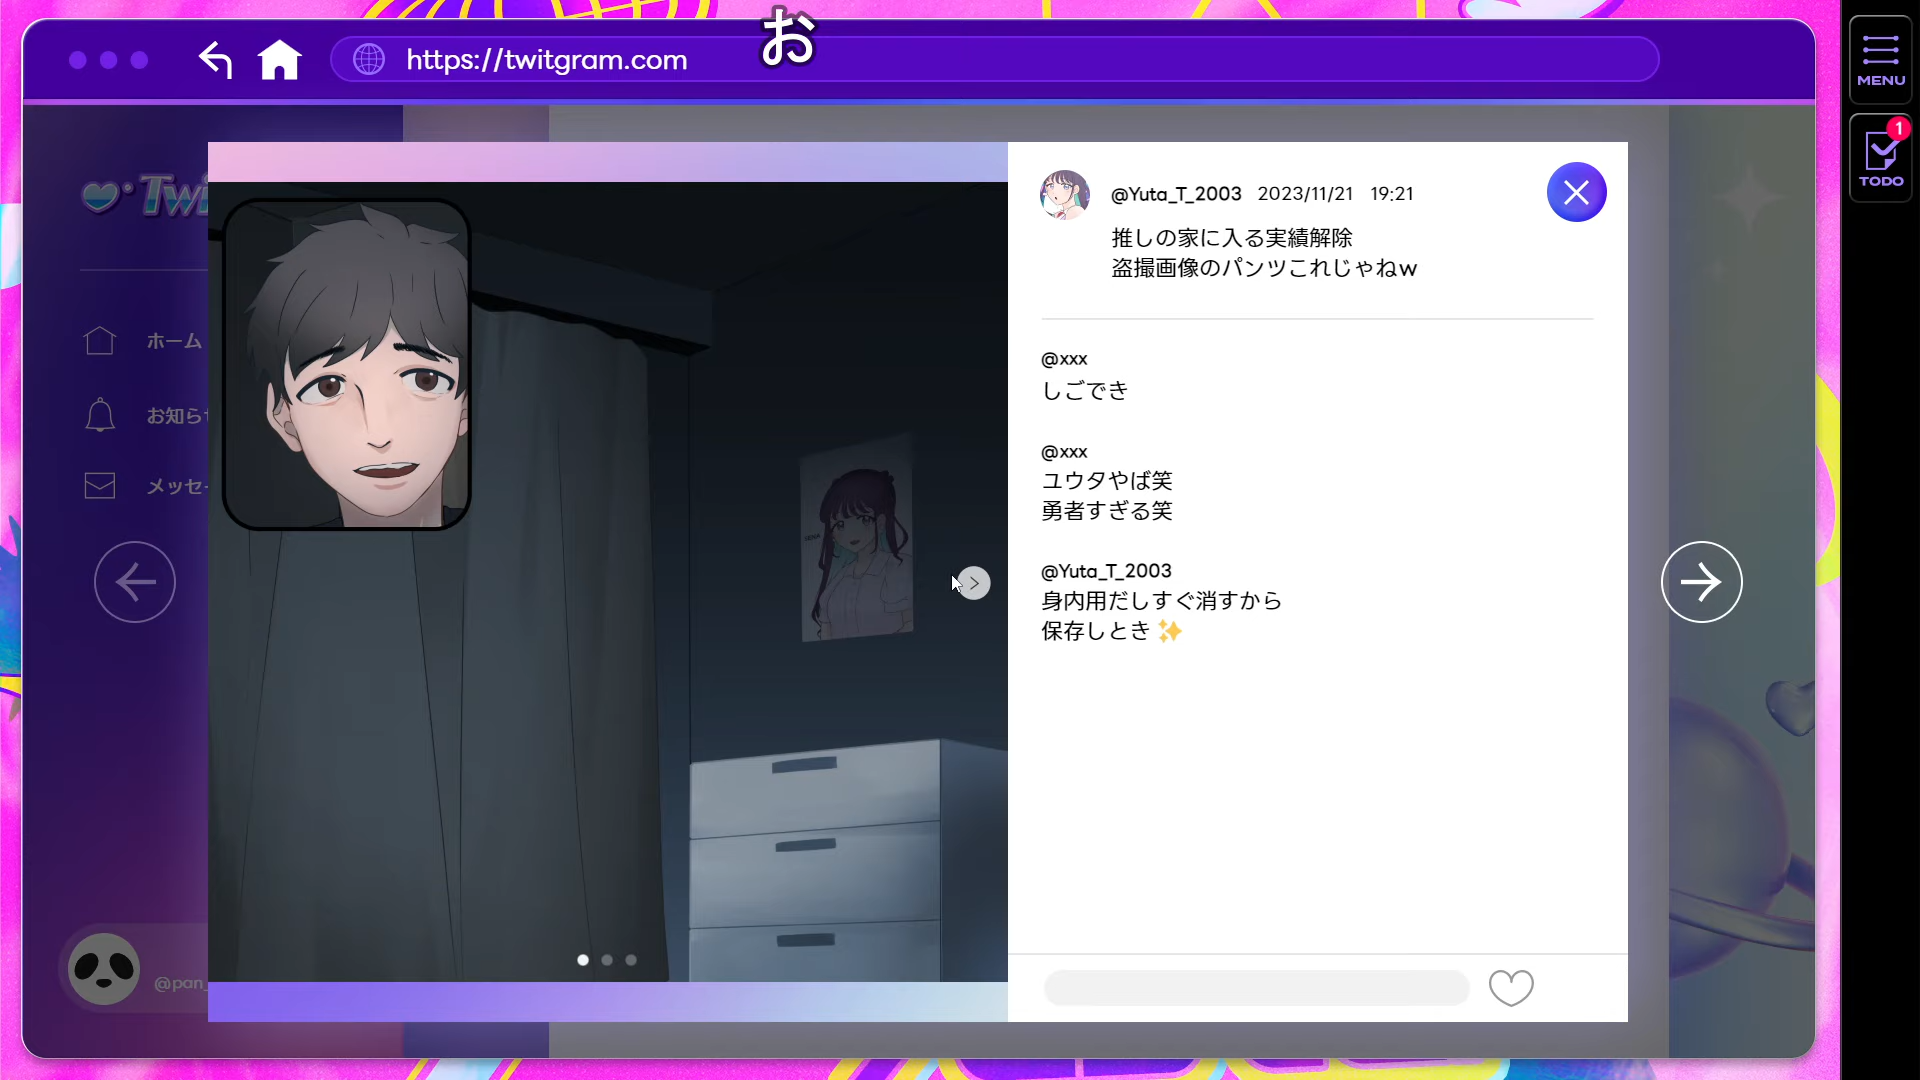 お
https://twitgram.com
MENU
1
TODO
Twi
ホーム
お知らせ
メッセー
@pan_
@Yuta_T_2003 2023/11/21 19:21
推しの家に入る実績解除
盗撮画像のパンツこれじゃねw
@xxx
しごでき
@xxx
ユウタやば笑
勇者すぎる笑
@Yuta_T_2003
身内用だしすぐ消すから
保存しとき ✨